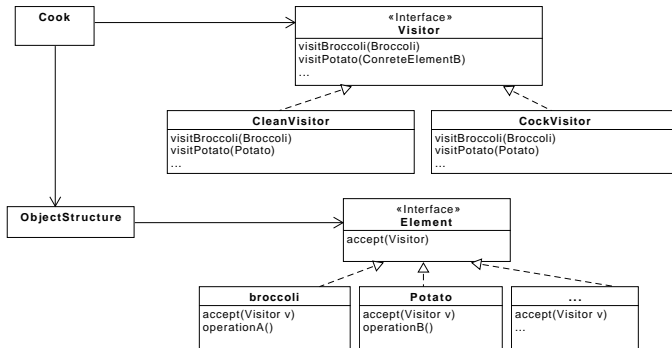 Cook
«Interface»
Visitor
visitBroccoli(Broccoli)
visitPotato(ConreteElementB)
...
CleanVisitor
visitBroccoli(Broccoli)
visitPotato(Potato)
...
CockVisitor
visitBroccoli(Broccoli)
visitPotato(Potato)
...
ObjectStructure
«Interface»
Element
accept(Visitor)
broccoli
accept(Visitor v)
operationA()
Potato
accept(Visitor v)
operationB()
...
accept(Visitor v)
...